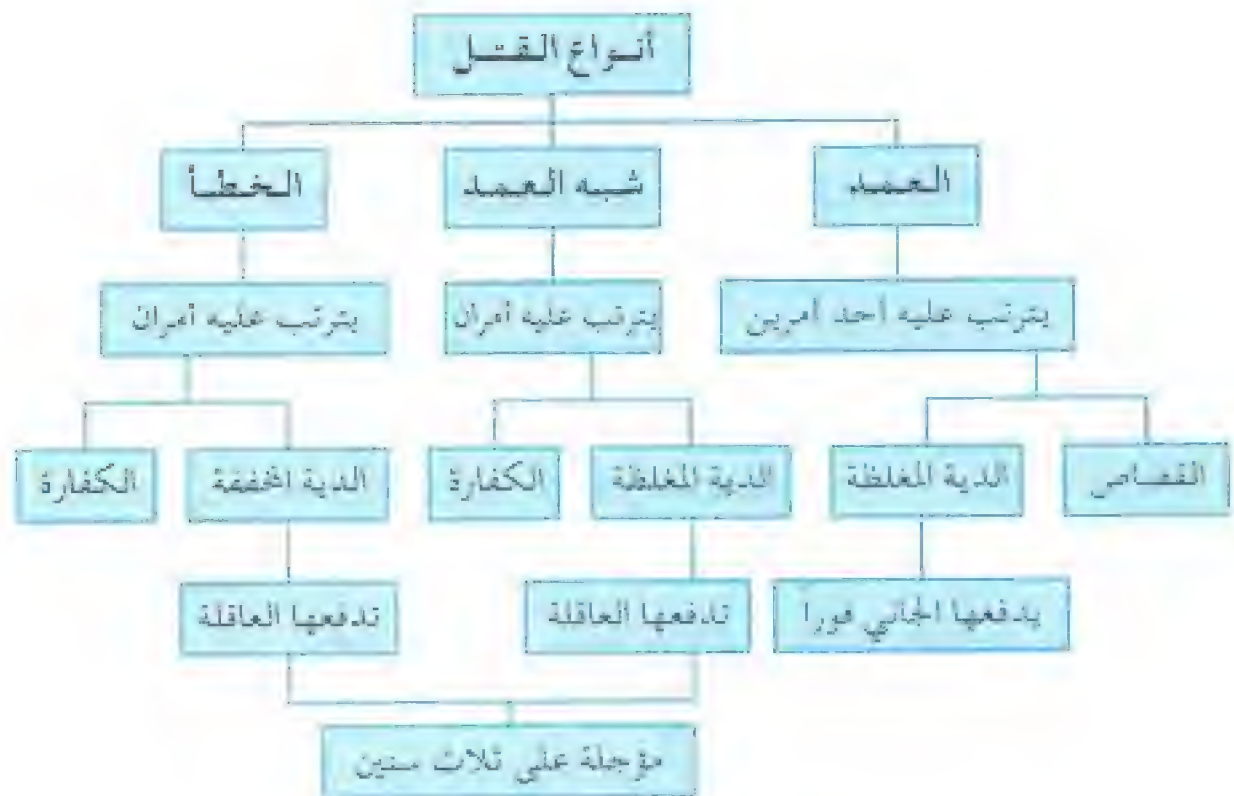 أنواع القتل
العمد
شبه العمد
الخطأ
يترتب عليه أحد أمرين
يترتب عليه أمران
يترتب عليه أمران
القصاص
الدية المغلظة
الدية المغلظة
الكفارة
الدية المخففة
الكفارة
يدفعها الجاني فورا
تدفعها العاقلة
تدفعها العاقلة
مؤجلة على ثلاث سنين